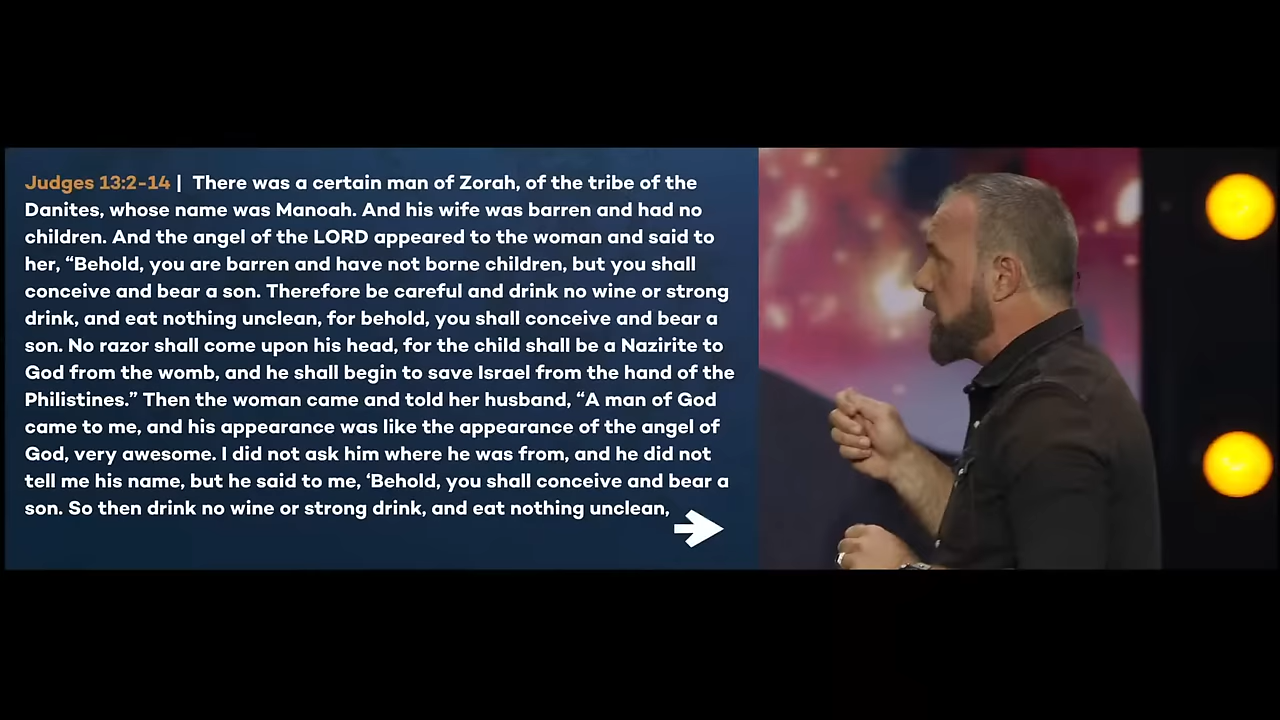 Judges 13:2-14 | There was a certain man of Zorah, of the tribe of the
Danites, whose name was Manoah. And his wife was barren and had no
children. And the angel of the LORD appeared to the woman and said to
her, “Behold, you are barren and have not borne children, but you shall
conceive and bear a son. Therefore be careful and drink no wine or strong
drink, and eat nothing unclean, for behold, you shall conceive and bear a
son. No razor shall come upon his head, for the child shall be a Nazirite to
God from the womb, and he shall begin to save Israel from the hand of the
Philistines.” Then the woman came and told her husband, “A man of God
came to me, and his appearance was like the appearance of the angel of
God, very awesome. I did not ask him where he was from, and he did not
tell me his name, but he said to me, ‘Behold, you shall conceive and bear a
son. So then drink no wine or strong drink, and eat nothing unclean,